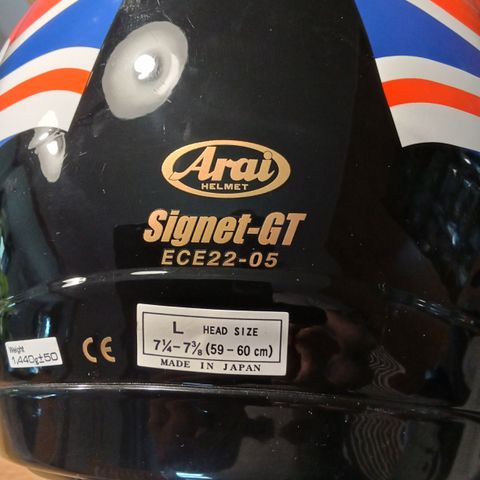 Arai
HELMET
Signet-GT
ECE22-05
Weight
1,440g±50
CE
L HEAD SIZE
7¼-7⅜ (59-60 cm)
MADE IN JAPAN